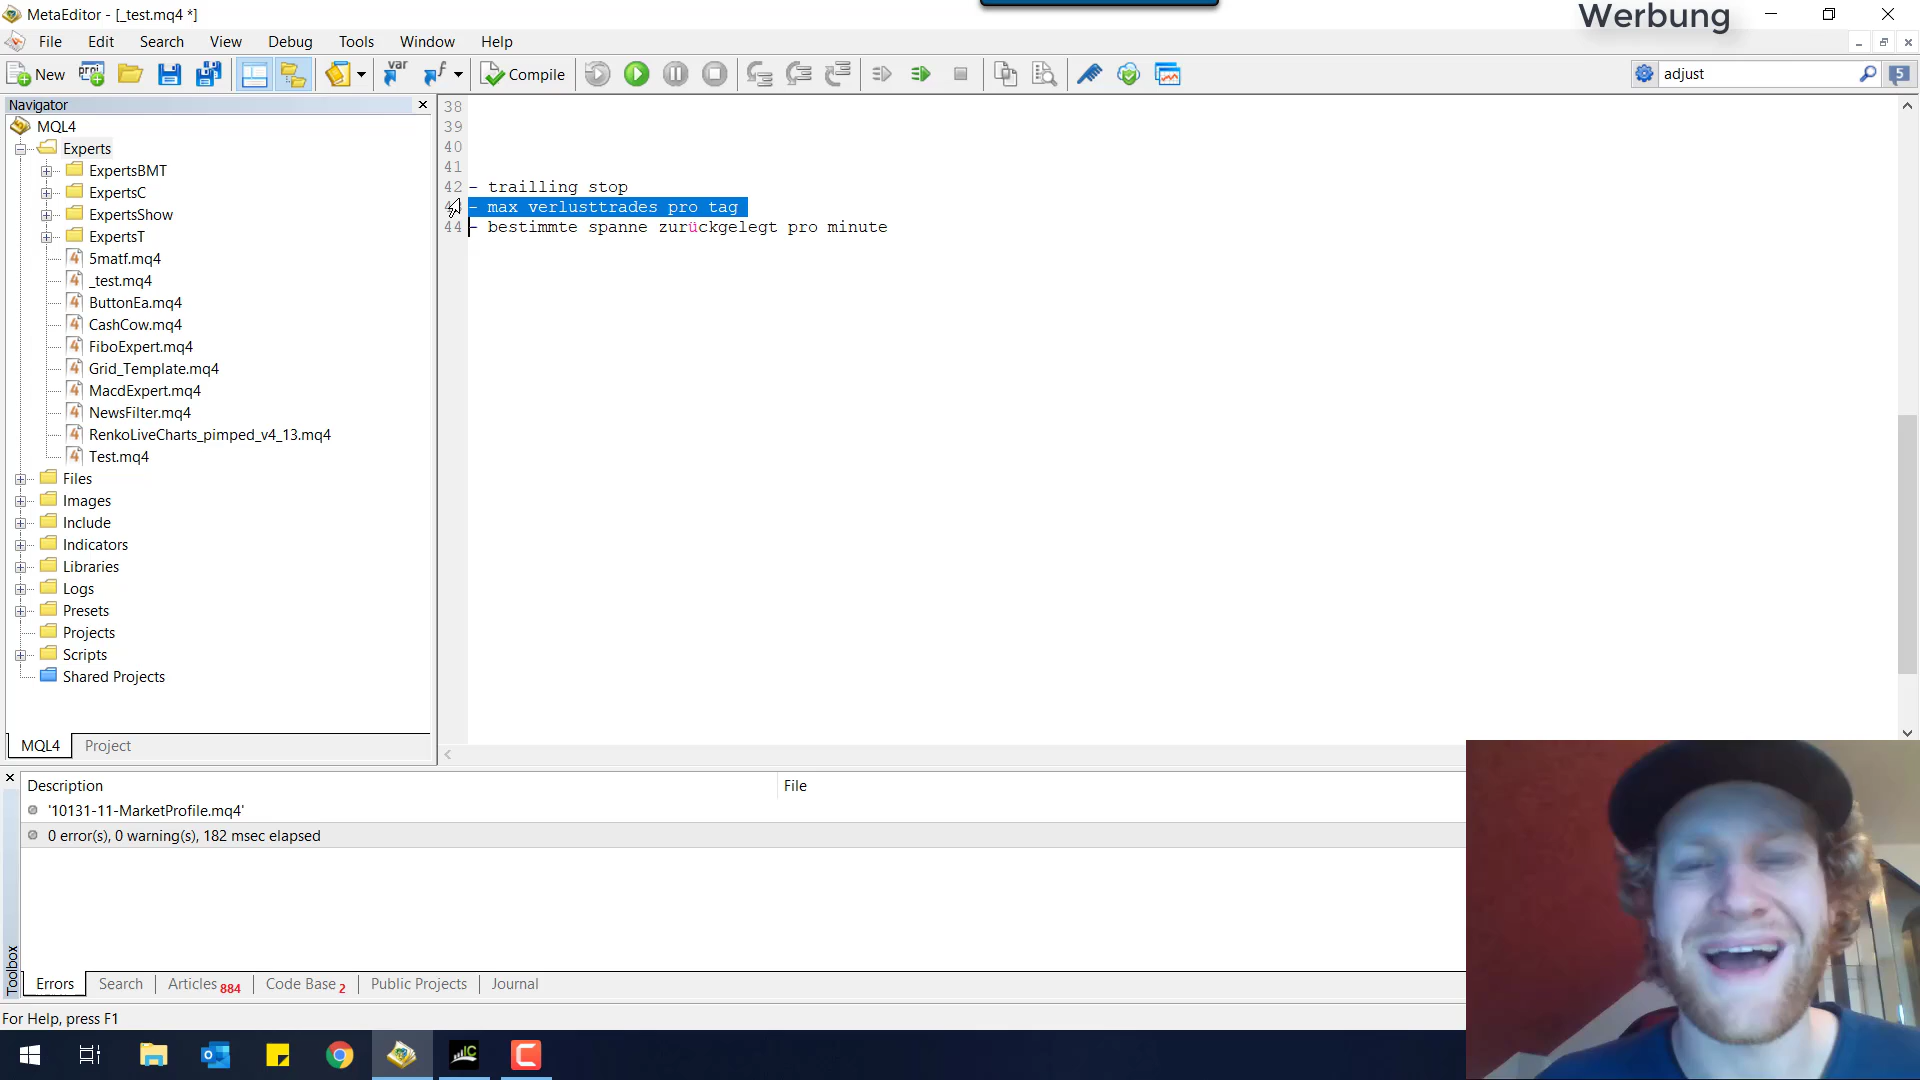 MetaEditor - [_test.mq4 *]
Werbung
File Edit Search View Debug Tools Window Help
New
Compile
adjust
5
Navigator
MQL4
Experts
ExpertsBMT
ExpertsC
ExpertsShow
ExpertsT
5matf.mq4
_test.mq4
ButtonEa.mq4
CashCow.mq4
FiboExpert.mq4
Grid_Template.mq4
MacdExpert.mq4
NewsFilter.mq4
RenkoLiveCharts_pimped_v4_13.mq4
Test.mq4
Files
Images
Include
Indicators
Libraries
Logs
Presets
Projects
Scripts
Shared Projects
MQL4 Project
38
39
40
41
42 - trailling stop
- max verlusttrades pro tag
44 - bestimmte spanne zurückgelegt pro minute
Description File
'10131-11-MarketProfile.mq4'
0 error(s), 0 warning(s), 182 msec elapsed
Toolbox
Errors Search Articles 884 Code Base 2 Public Projects Journal
For Help, press F1